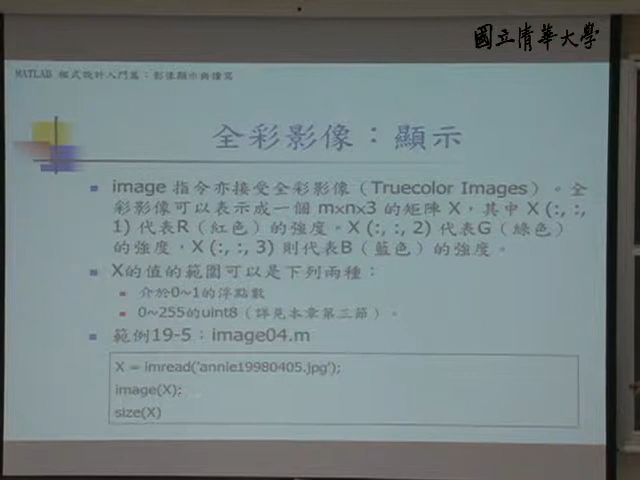 國立清華大學
MATLAB 程式設計入門篇：影像顯示與讀寫
全彩影像：顯示
image 指令亦接受全彩影像（Truecolor Images）。全
彩影像可以表示成一個 m×n×3 的矩陣 X，其中 X (:, :,
1) 代表R（紅色）的強度。X (:, :, 2) 代表G（綠色）
的強度，X (:, :, 3) 則代表B（藍色）的強度。
X的值的範圍可以是下列兩種：
介於0~1的浮點數
0~255的uint8（詳見本章第三節）。
範例19-5：image04.m
X = imread('annie19980405.jpg');
image(X);
size(X)